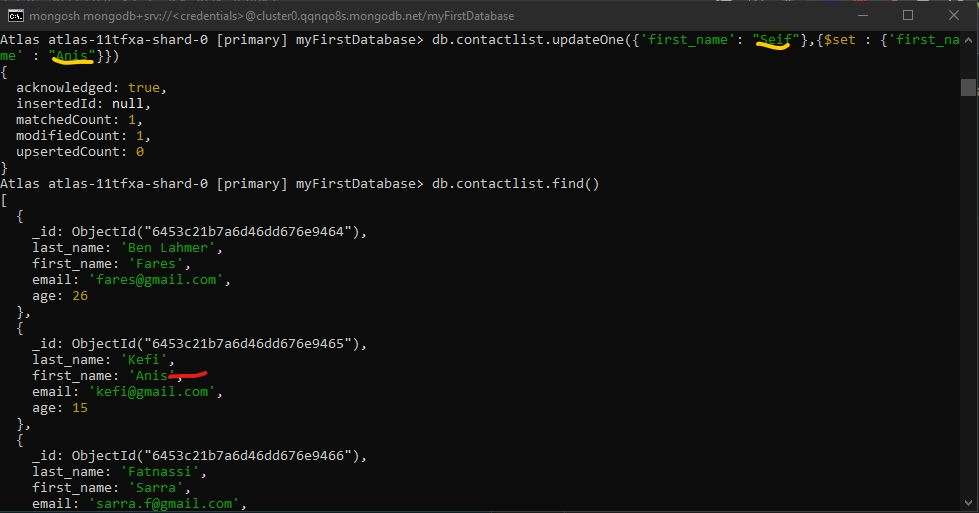 mongosh mongodb+srv://<credentials>@cluster0.qqnqo8s.mongodb.net/myFirstDatabase
Atlas atlas-11tfxa-shard-0 [primary] myFirstDatabase> db.contactlist.updateOne({'first_name': "Seif"},{$set : {'first_na
me' : "Anis"}})
{
  acknowledged: true,
  insertedId: null,
  matchedCount: 1,
  modifiedCount: 1,
  upsertedCount: 0
}
Atlas atlas-11tfxa-shard-0 [primary] myFirstDatabase> db.contactlist.find()
[
  {
    _id: ObjectId("6453c21b7a6d46dd676e9464"),
    last_name: 'Ben Lahmer',
    first_name: 'Fares',
    email: 'fares@gmail.com',
    age: 26
  },
  {
    _id: ObjectId("6453c21b7a6d46dd676e9465"),
    last_name: 'Kefi',
    first_name: 'Anis',
    email: 'kefi@gmail.com',
    age: 15
  },
  {
    _id: ObjectId("6453c21b7a6d46dd676e9466"),
    last_name: 'Fatnassi',
    first_name: 'Sarra',
    email: 'sarra.f@gmail.com',